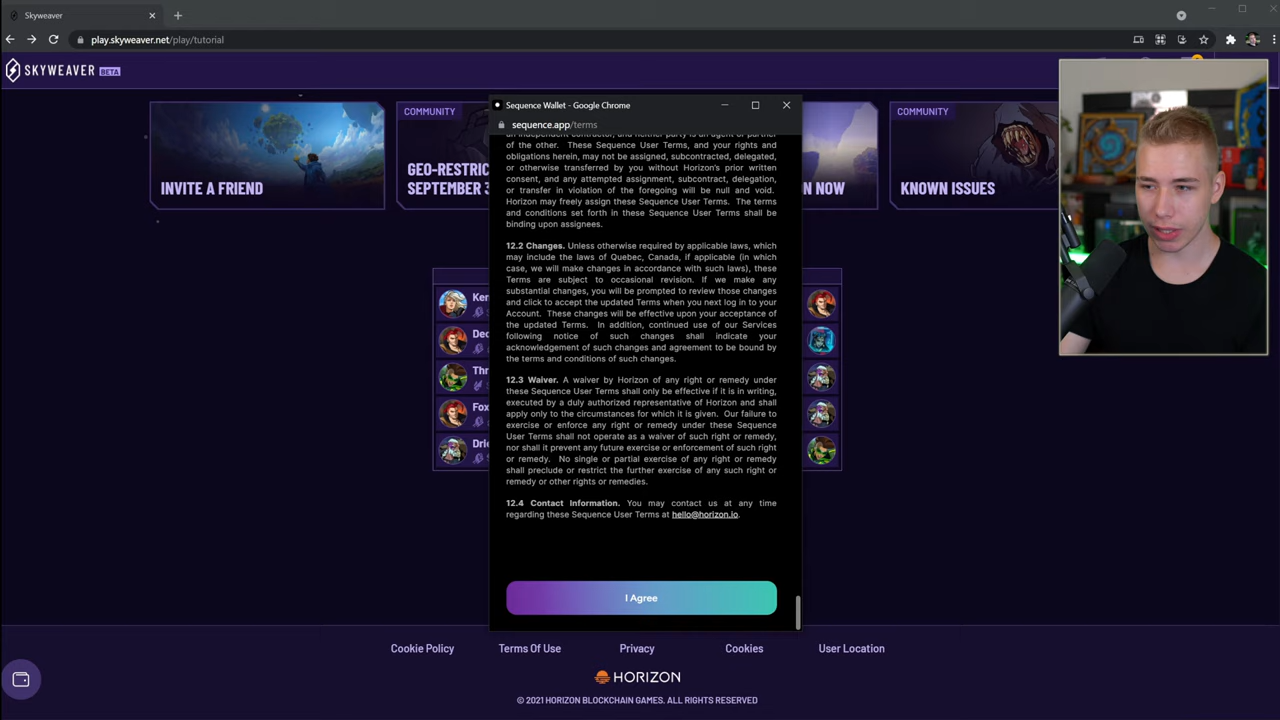 Skyweaver
play.skyweaver.net/play/tutorial
SKYWEAVER BETA
INVITE A FRIEND
COMMUNITY
GEO-RESTRIC
SEPTEMBER 3
ON NOW
COMMUNITY
KNOWN ISSUES
Ker
Dec
Thr
Fox
Dri
Sequence Wallet - Google Chrome
sequence.app/terms
an independent contractor, and neither party is an agent or partner
of the other. These Sequence User Terms, and your rights and
obligations herein, may not be assigned, subcontracted, delegated,
or otherwise transferred by you without Horizon's prior written
consent, and any attempted assignment, subcontract, delegation,
or transfer in violation of the foregoing will be null and void.
Horizon may freely assign these Sequence User Terms. The terms
and conditions set forth in these Sequence User Terms shall be
binding upon assignees.
12.2 Changes. Unless otherwise required by applicable laws, which
may include the laws of Quebec, Canada, if applicable (in which
case, we will make changes in accordance with such laws), these
Terms are subject to occasional revision. If we make any
substantial changes, you will be prompted to review those changes
and click to accept the updated Terms when you next log in to your
Account. These changes will be effective upon your acceptance of
the updated Terms. In addition, continued use of our Services
following notice of such changes shall indicate your
acknowledgement of such changes and agreement to be bound by
the terms and conditions of such changes.
12.3 Waiver. A waiver by Horizon of any right or remedy under
these Sequence User Terms shall only be effective if it is in writing,
executed by a duly authorized representative of Horizon and shall
apply only to the circumstances for which it is given. Our failure to
exercise or enforce any right or remedy under these Sequence
User Terms shall not operate as a waiver of such right or remedy,
nor shall it prevent any future exercise or enforcement of such right
or remedy. No single or partial exercise of any right or remedy
shall preclude or restrict the further exercise of any such right or
remedy or other rights or remedies.
12.4 Contact Information. You may contact us at any time
regarding these Sequence User Terms at hello@horizon.io.
I Agree
Cookie Policy
Terms Of Use
Privacy
Cookies
User Location
HORIZON
© 2021 HORIZON BLOCKCHAIN GAMES. ALL RIGHTS RESERVED